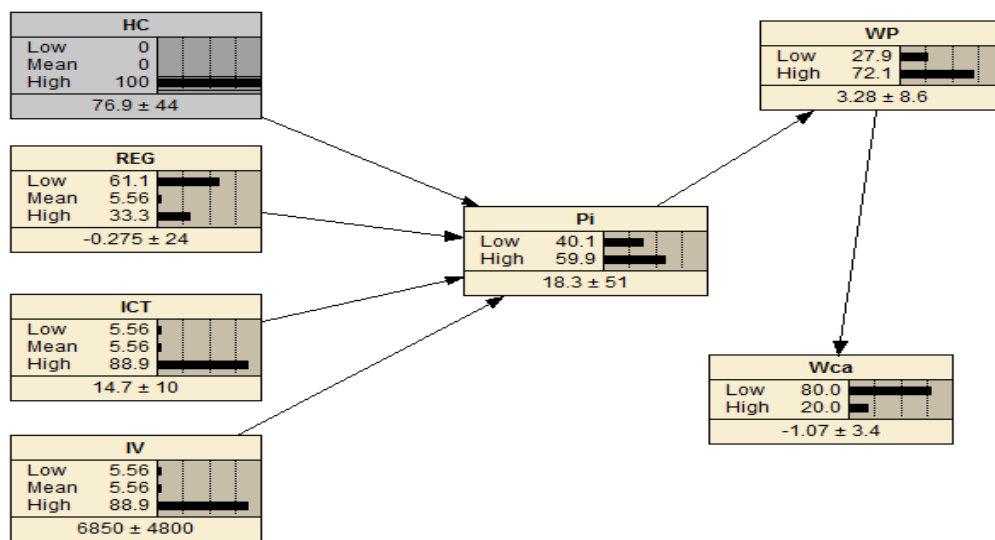 HC
Low 0
Mean 0
High 100
76.9 ± 44
REG
Low 61.1
Mean 5.56
High 33.3
-0.275 ± 24
ICT
Low 5.56
Mean 5.56
High 88.9
14.7 ± 10
IV
Low 5.56
Mean 5.56
High 88.9
6850 ± 4800
Pi
Low 40.1
High 59.9
18.3 ± 51
WP
Low 27.9
High 72.1
3.28 ± 8.6
Wca
Low 80.0
High 20.0
-1.07 ± 3.4